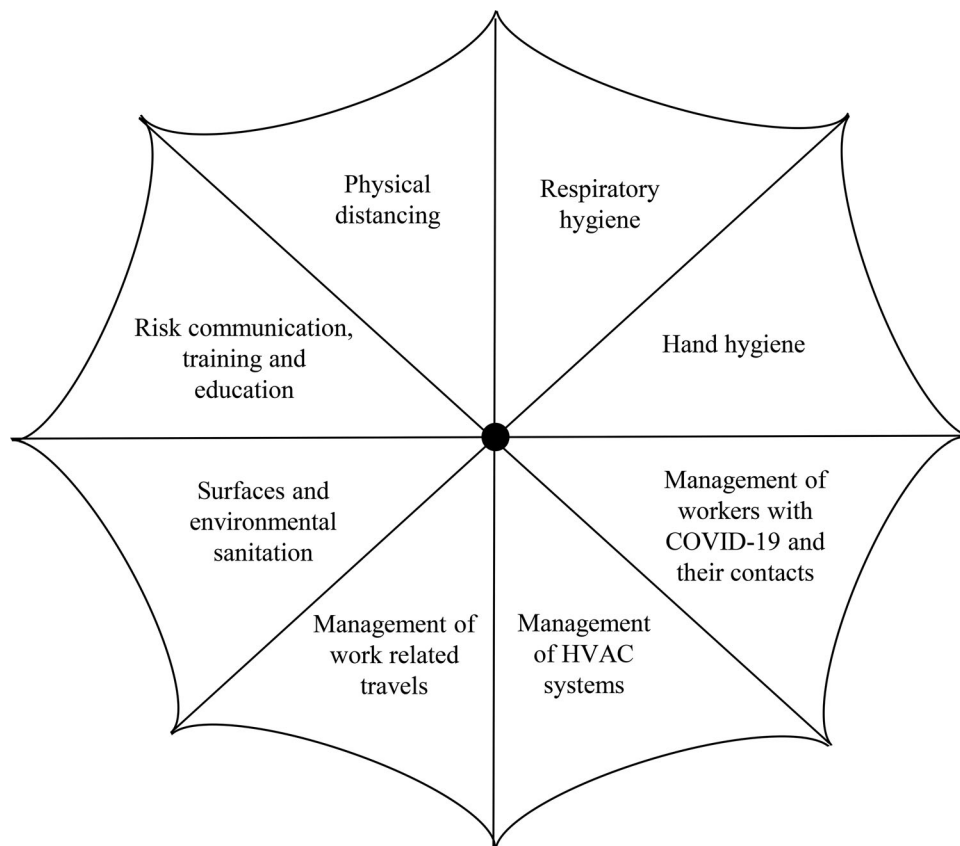 Physical
distancing
Respiratory
hygiene
Risk communication,
training and
education
Hand hygiene
Surfaces and
environmental
sanitation
Management of
workers with
COVID-19 and
their contacts
Management of
work related
travels
Management
of HVAC
systems